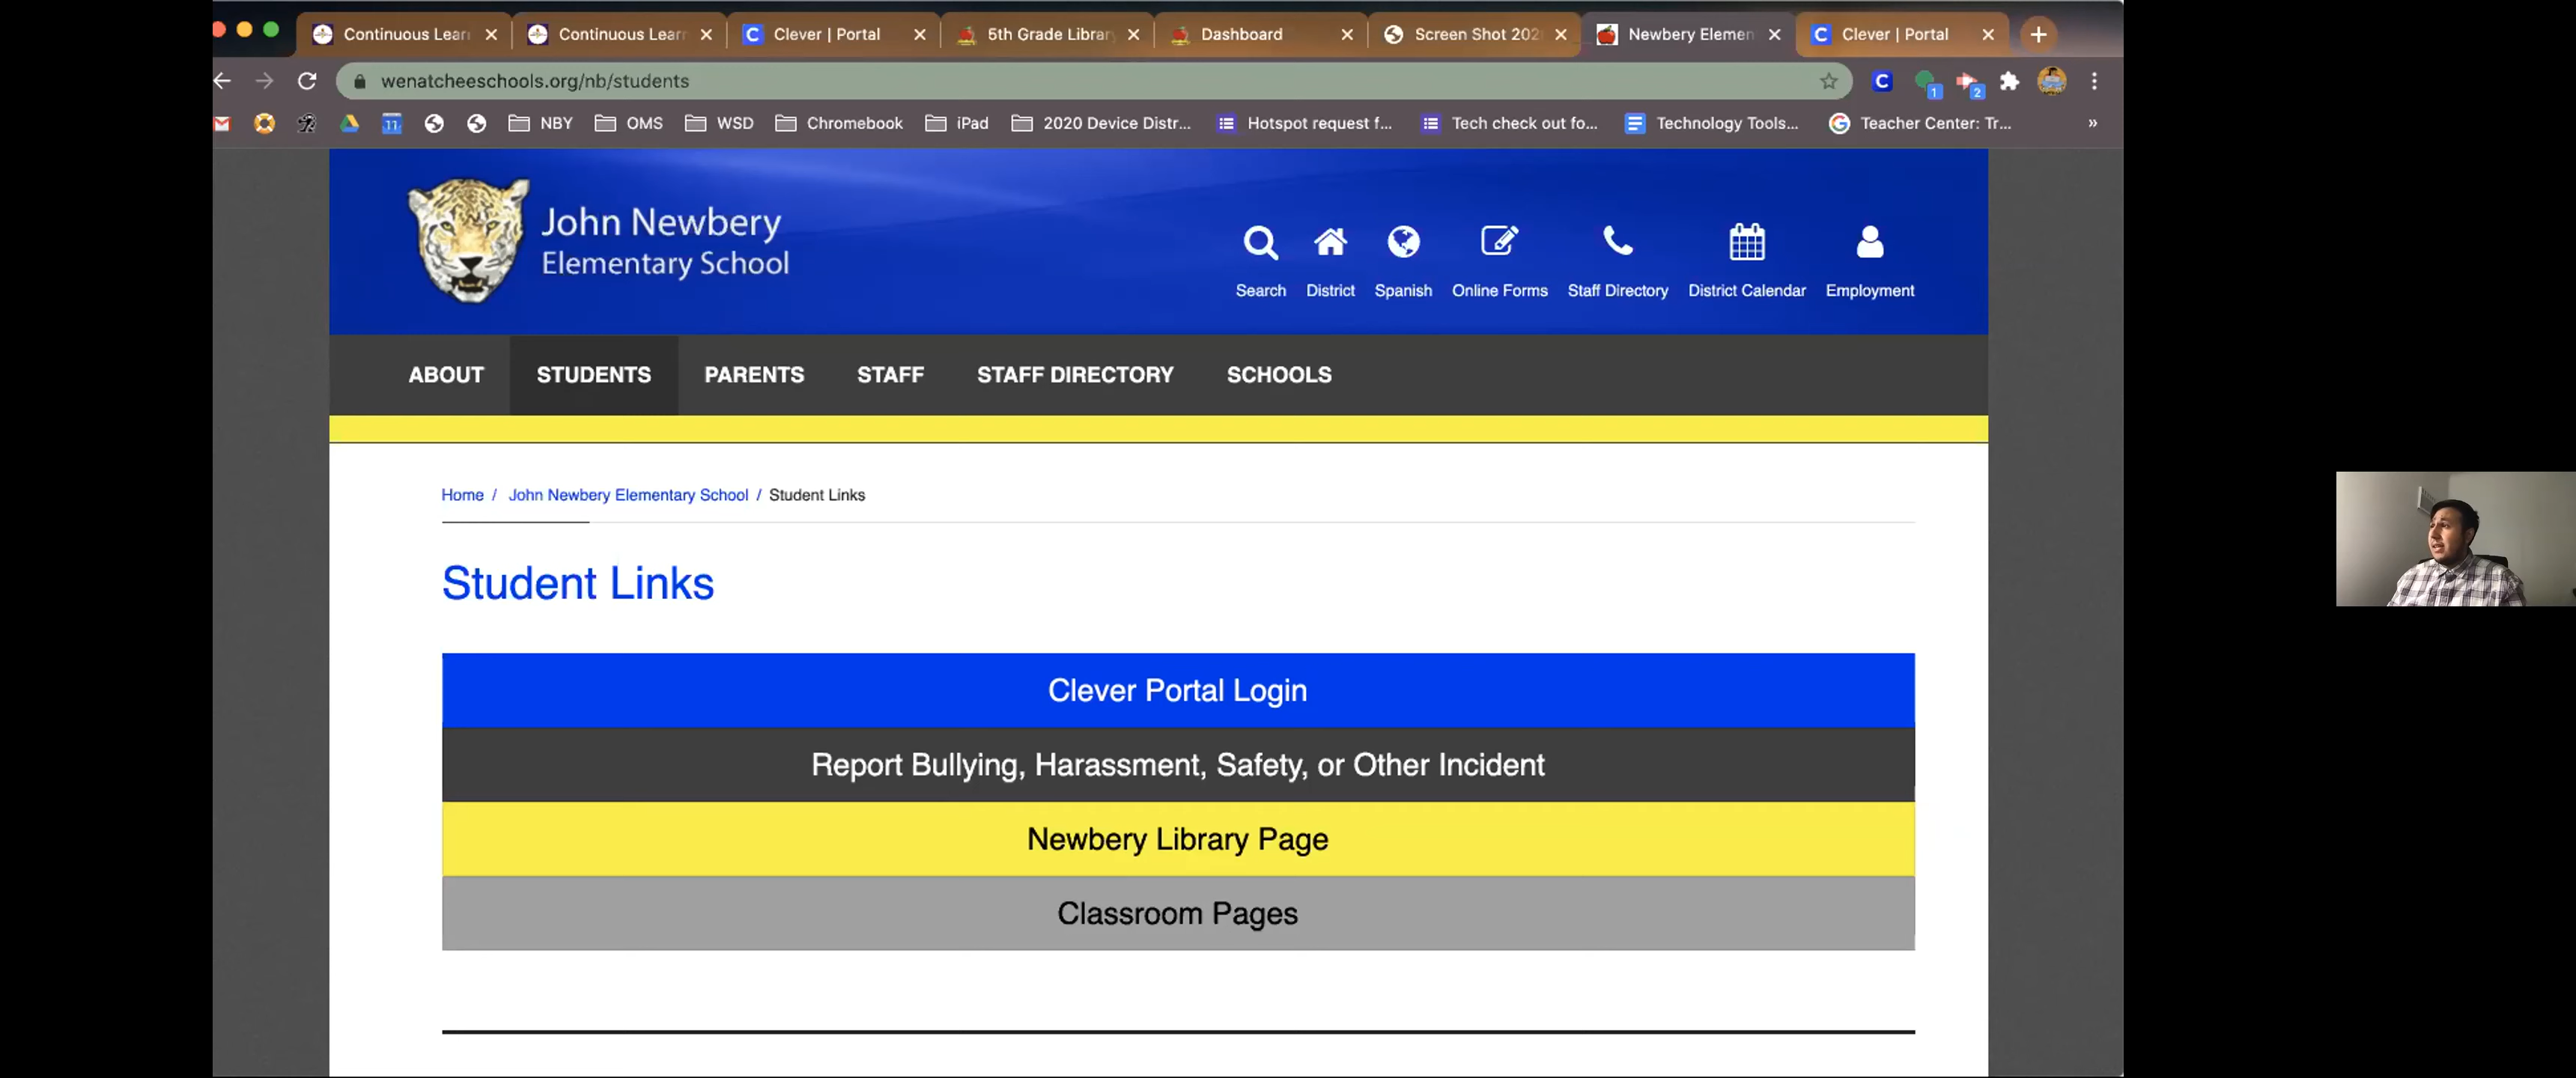 Continuous Lear
Continuous Lear
Clever | Portal
5th Grade Librar
Dashboard
Screen Shot 202
Newbery Elemen
Clever | Portal
wenatcheeschools.org/nb/students
C
1
2
11
NBY
OMS
WSD
Chromebook
iPad
2020 Device Distr...
Hotspot request f...
Tech check out fo...
Technology Tools...
Teacher Center: Tr...
»
John Newbery
Elementary School
Search
District
Spanish
Online Forms
Staff Directory
District Calendar
Employment
ABOUT
STUDENTS
PARENTS
STAFF
STAFF DIRECTORY
SCHOOLS
Home / John Newbery Elementary School / Student Links
Student Links
Clever Portal Login
Report Bullying, Harassment, Safety, or Other Incident
Newbery Library Page
Classroom Pages